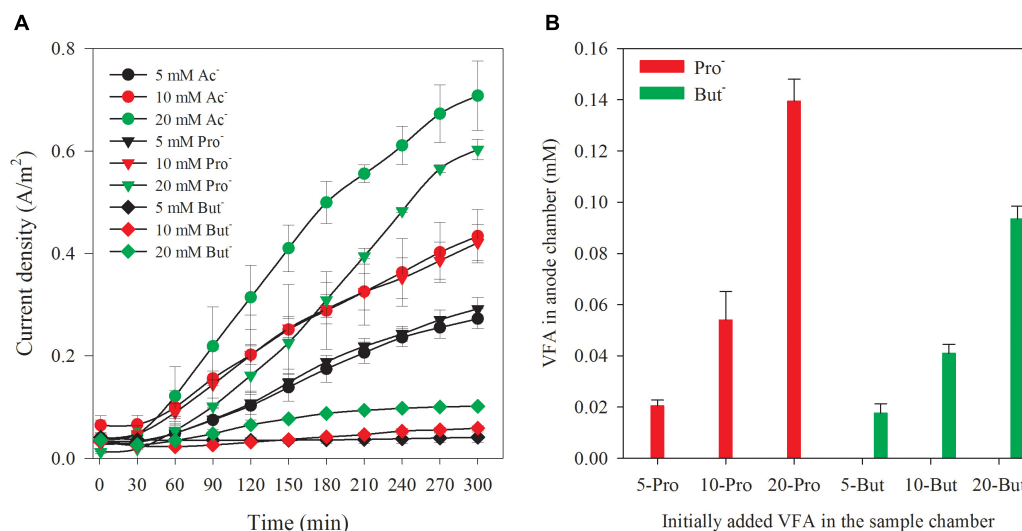 A
Current density (A/m²)
0.8
0.6
0.4
0.2
0.0
5 mM Ac⁻
10 mM Ac⁻
20 mM Ac⁻
5 mM Pro⁻
10 mM Pro⁻
20 mM Pro⁻
5 mM But⁻
10 mM But⁻
20 mM But⁻
0 30 60 90 120 150 180 210 240 270 300
Time (min)
B
VFA in anode chamber (mM)
0.16
0.14
0.12
0.10
0.08
0.06
0.04
0.02
0.00
Pro⁻
But⁻
5-Pro 10-Pro 20-Pro 5-But 10-But 20-But
Initially added VFA in the sample chamber